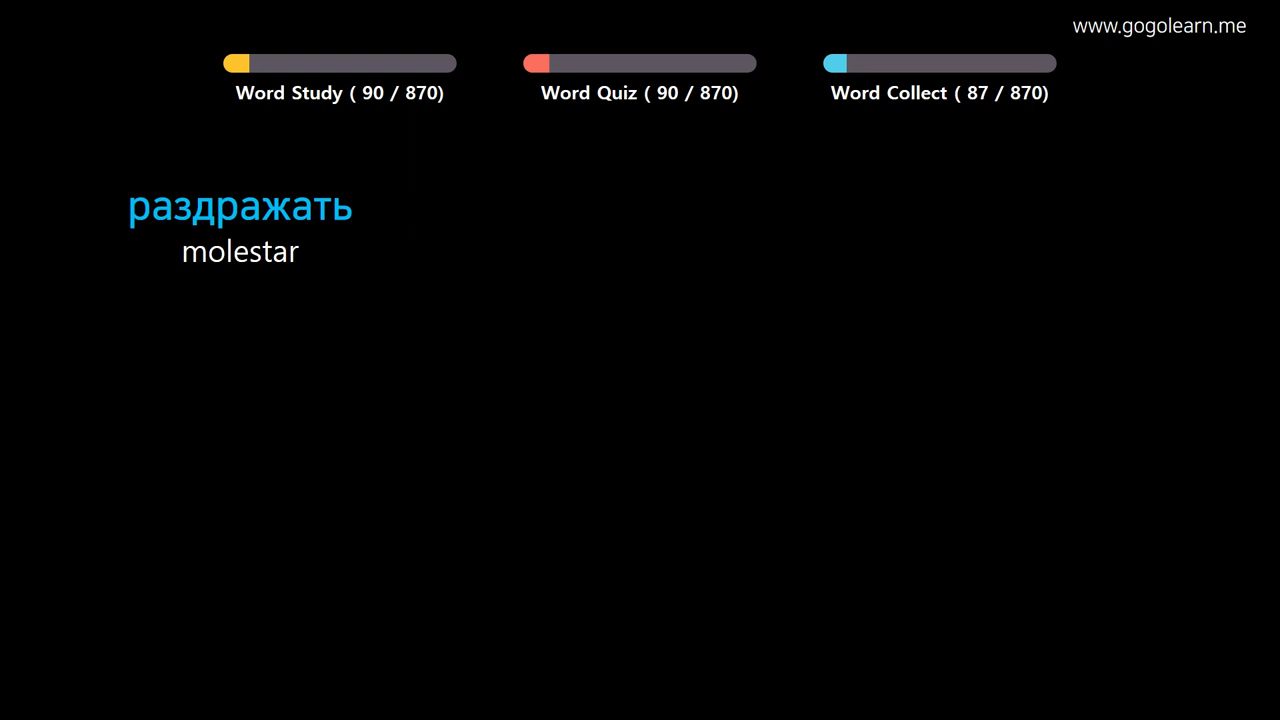 www.gogolearn.me
Word Study ( 90 / 870)
Word Quiz ( 90 / 870)
Word Collect ( 87 / 870)
раздражать
molestar